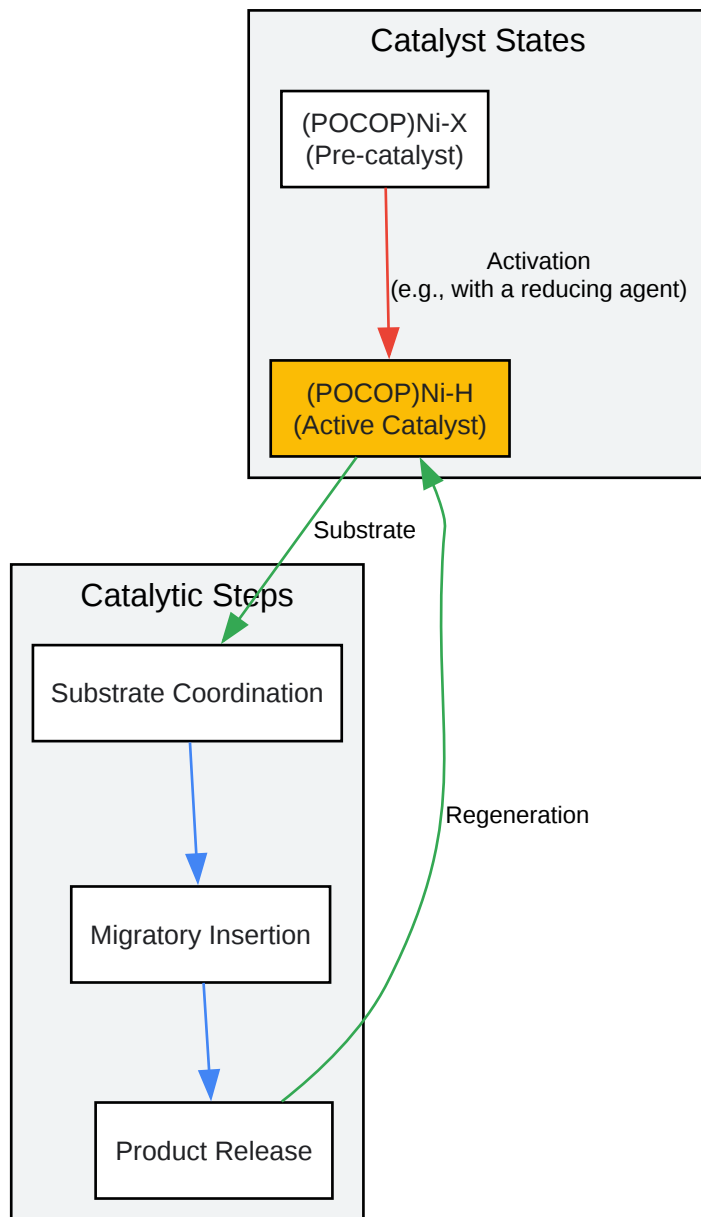 Catalyst States
(POCOP)Ni-X
(Pre-catalyst)
Activation
(e.g., with a reducing agent)
(POCOP)Ni-H
(Active Catalyst)
Substrate
Catalytic Steps
Substrate Coordination
Regeneration
Migratory Insertion
Product Release